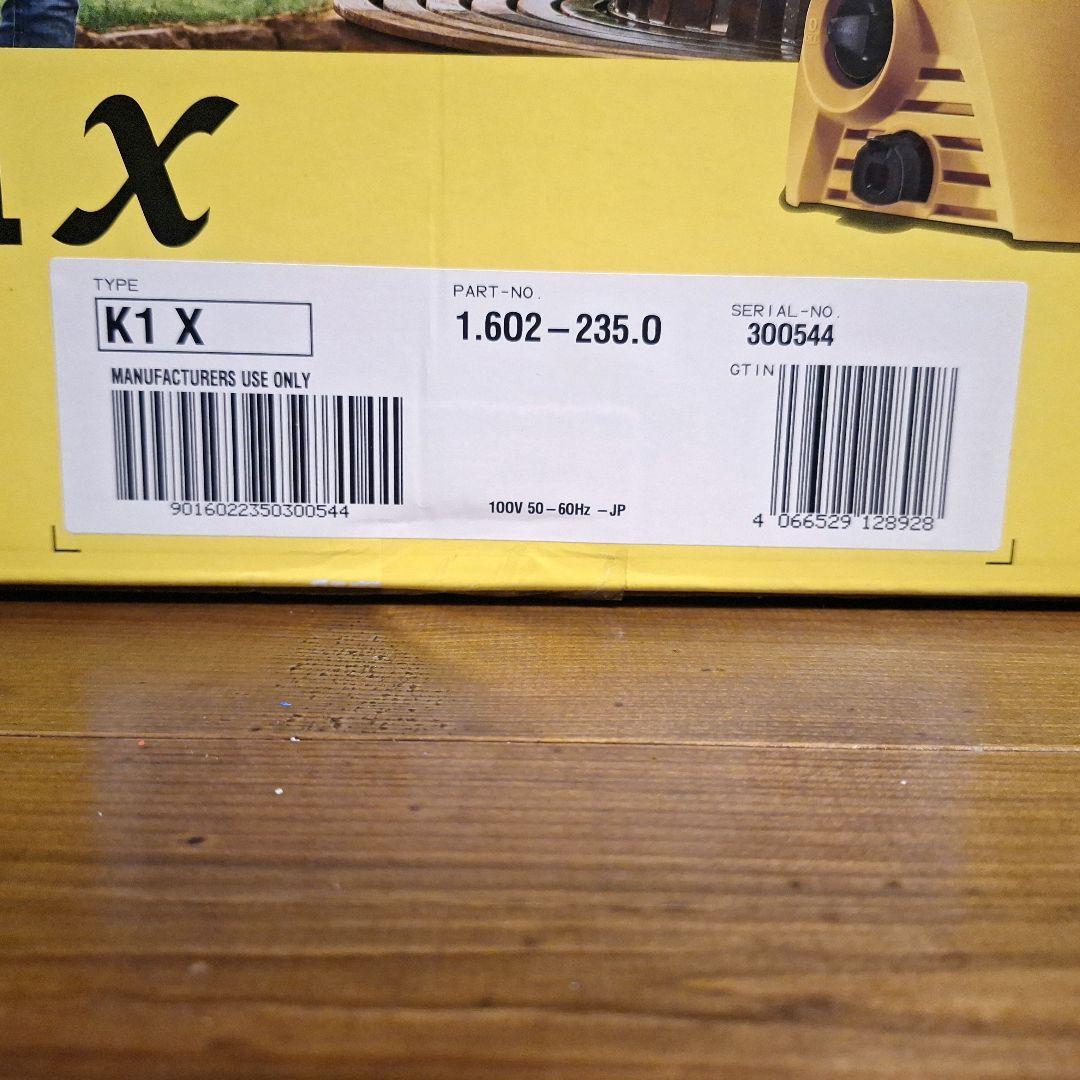 1 x
TYPE
K1 X
MANUFACTURERS USE ONLY
9016022350300544
PART-NO.
1.602-235.0
100V 50-60Hz -JP
SERIAL-NO.
300544
GTIN
4 066529 128928